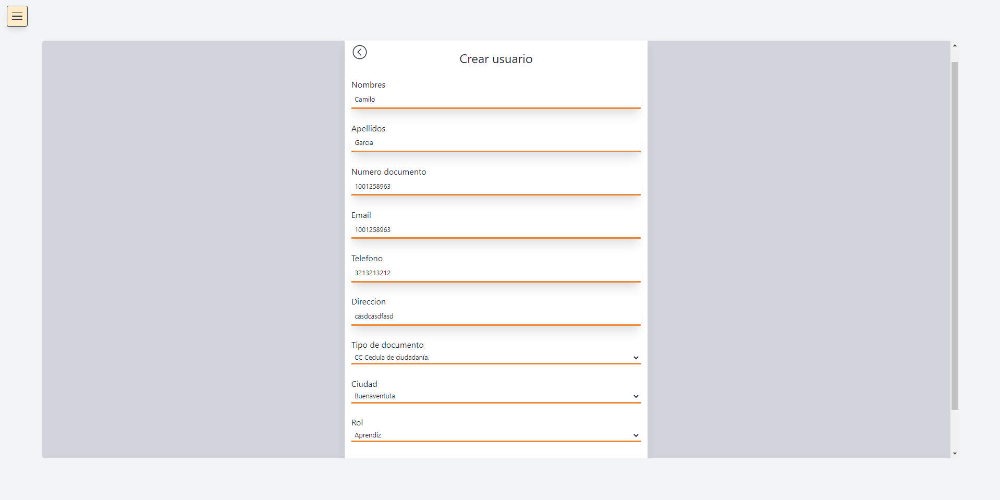 Crear usuario
Nombres
Camilo
Apellidos
Garcia
Numero documento
1001258963
Email
1001258963
Telefono
3213213212
Direccion
casdcasdfasd
Tipo de documento
CC Cedula de ciudadanía.
Ciudad
Buenaventuta
Rol
Aprendiz